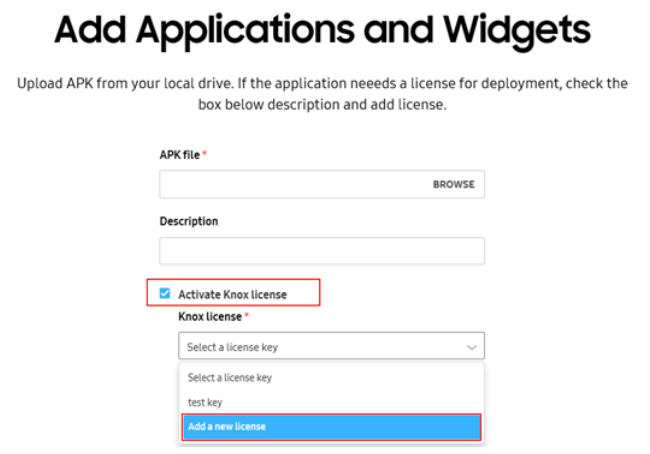 Add Applications and Widgets
Upload APK from your local drive. If the application neeeds a license for deployment, check the
box below description and add license.
APK file *
BROWSE
Description
Activate Knox license
Knox license *
Select a license key
Select a license key
test key
Add a new license